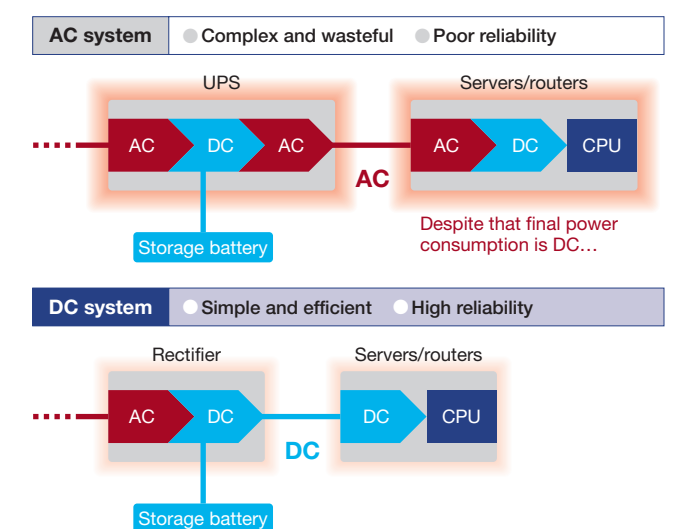 AC system
Complex and wasteful
Poor reliability
UPS
Servers/routers
AC
DC
AC
AC
DC
CPU
AC
Storage battery
Despite that final power
consumption is DC…
DC system
Simple and efficient
High reliability
Rectifier
Servers/routers
AC
DC
DC
CPU
DC
Storage battery